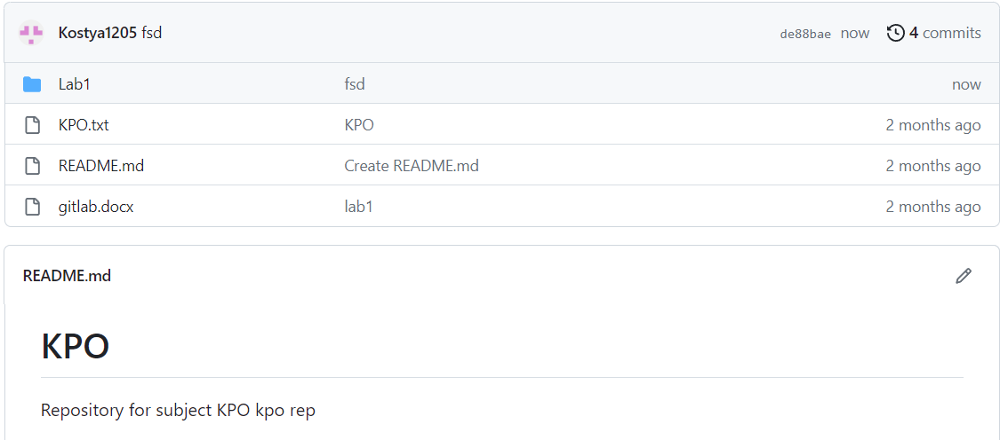 Kostya1205 fsd de88bae now 4 commits
Lab1 fsd now
KPO.txt KPO 2 months ago
README.md Create README.md 2 months ago
gitlab.docx lab1 2 months ago
README.md
KPO
Repository for subject KPO kpo rep